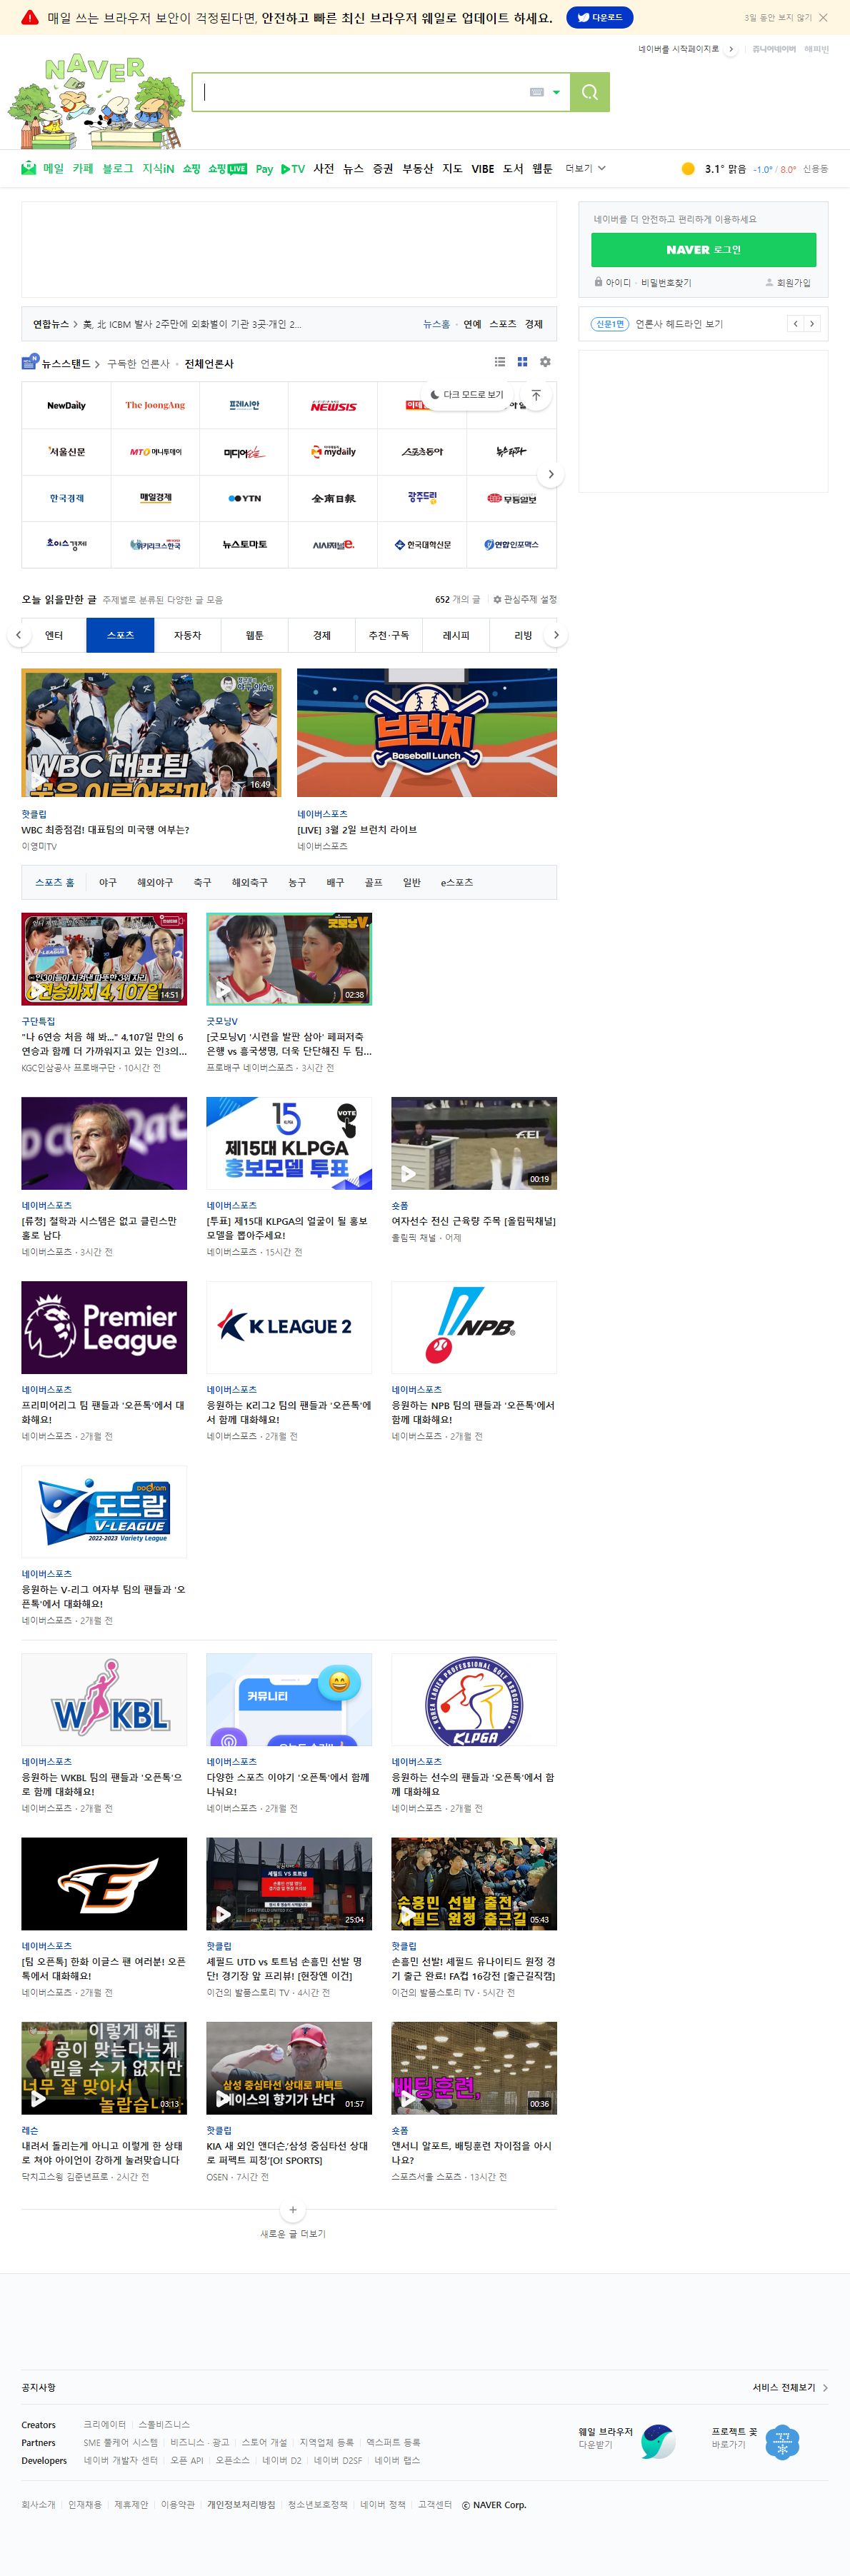 매일 쓰는 브라우저 보안이 걱정된다면, 안전하고 빠른 최신 브라우저 웨일로 업데이트 하세요. 다운로드 3일 동안 보지 않기
네이버를 시작페이지로 쥬니어네이버 해피빈
NAVER
메일 카페 블로그 지식iN 쇼핑 쇼핑LIVE Pay TV 사전 뉴스 증권 부동산 지도 VIBE 도서 웹툰 더보기 3.1° 맑음 -1.0° / 8.0° 신용동
네이버를 더 안전하고 편리하게 이용하세요
NAVER 로그인
아이디 · 비밀번호찾기 회원가입
연합뉴스 美, 北 ICBM 발사 2주만에 외화벌이 기관 3곳·개인 2... 뉴스홈 · 연예 스포츠 경제
신문1면 언론사 헤드라인 보기
뉴스스탠드 구독한 언론사 · 전체언론사
다크 모드로 보기
NewDaily The JoongAng 프레시안 NEWSIS
서울신문 MTO 머니투데이 미디어오늘 mydaily 스포츠동아 뉴스타파
한국경제 매일경제 YTN 全南日報 광주드림 무등일보
초이스경제 위키리크스한국 뉴스토마토 시사저널e. 한국대학신문 연합인포맥스
오늘 읽을만한 글 주제별로 분류된 다양한 글 모음 652 개의 글 관심주제 설정
엔터 스포츠 자동차 웹툰 경제 추천·구독 레시피 리빙
WBC 대표팀
16:49
브런치
Baseball Lunch
핫클립
WBC 최종점검! 대표팀의 미국행 여부는?
이영미TV
네이버스포츠
[LIVE] 3월 2일 브런치 라이브
네이버스포츠
스포츠 홈 야구 해외야구 축구 해외축구 농구 배구 골프 일반 e스포츠
6연승까지 4,107일
14:51
굿모닝V
02:38
구단특집
"나 6연승 처음 해 봐..." 4,107일 만의 6
연승과 함께 더 가까워지고 있는 인3의...
KGC인삼공사 프로배구단 · 10시간 전
굿모닝V
[굿모닝V] '시련을 발판 삼아' 페퍼저축
은행 vs 흥국생명, 더욱 단단해진 두 팀...
프로배구 네이버스포츠 · 3시간 전
15
KLPGA
VOTE
제15대 KLPGA
홍보모델 투표
00:19
네이버스포츠
[류청] 철학과 시스템은 없고 클린스만
홀로 남다
네이버스포츠 · 3시간 전
네이버스포츠
[투표] 제15대 KLPGA의 얼굴이 될 홍보
모델을 뽑아주세요!
네이버스포츠 · 15시간 전
숏폼
여자선수 전신 근육량 주목 [올림픽채널]
올림픽 채널 · 어제
Premier
League
K LEAGUE 2
NPB
네이버스포츠
프리미어리그 팀 팬들과 '오픈톡'에서 대
화해요!
네이버스포츠 · 2개월 전
네이버스포츠
응원하는 K리그2 팀의 팬들과 '오픈톡'에
서 함께 대화해요!
네이버스포츠 · 2개월 전
네이버스포츠
응원하는 NPB 팀의 팬들과 '오픈톡'에서
함께 대화해요!
네이버스포츠 · 2개월 전
DODram
도드람
V-LEAGUE
2022-2023 Variety League
네이버스포츠
응원하는 V-리그 여자부 팀의 팬들과 '오
픈톡'에서 대화해요!
네이버스포츠 · 2개월 전
WKBL
커뮤니티
KOREA LADIES PROFESSIONAL GOLF ASSOCIATION
KLPGA
네이버스포츠
응원하는 WKBL 팀의 팬들과 '오픈톡'으
로 함께 대화해요!
네이버스포츠 · 2개월 전
네이버스포츠
다양한 스포츠 이야기 '오픈톡'에서 함께
나눠요!
네이버스포츠 · 2개월 전
네이버스포츠
응원하는 선수의 팬들과 '오픈톡'에서 함
께 대화해요
네이버스포츠 · 2개월 전
E
셰필드 VS 토트넘
25:04
손흥민 선발 출전
셰필드 원정 출근길
05:43
네이버스포츠
[팀 오픈톡] 한화 이글스 팬 여러분! 오픈
톡에서 대화해요!
네이버스포츠 · 2개월 전
핫클립
셰필드 UTD vs 토트넘 손흥민 선발 명
단! 경기장 앞 프리뷰! [현장엔 이건]
이건의 발품스토리 TV · 4시간 전
핫클립
손흥민 선발! 셰필드 유나이티드 원정 경
기 출근 완료! FA컵 16강전 [출근길직캠]
이건의 발품스토리 TV · 5시간 전
이렇게 해도
공이 맞는다는게
믿을 수 가 없지만
너무 잘 맞아서
03:13
삼성 중심타선 상대로 퍼펙트
에이스의 향기가 난다
01:57
배팅훈련,
00:36
레슨
내려서 돌리는게 아니고 이렇게 한 상태
로 쳐야 아이언이 강하게 눌려맞습니다
닥치고스윙 김준년프로 · 2시간 전
핫클립
KIA 새 외인 앤더슨,'삼성 중심타선 상대
로 퍼펙트 피칭'[O! SPORTS]
OSEN · 7시간 전
숏폼
앤서니 알포트, 배팅훈련 차이점을 아시
나요?
스포츠서울 스포츠 · 13시간 전
새로운 글 더보기
공지사항 서비스 전체보기
Creators 크리에이터 스몰비즈니스
Partners SME 풀케어 시스템 비즈니스 · 광고 스토어 개설 지역업체 등록 엑스퍼트 등록
Developers 네이버 개발자 센터 오픈 API 오픈소스 네이버 D2 네이버 D2SF 네이버 랩스
웨일 브라우저
다운받기
프로젝트 꽃
바로가기
회사소개 인재채용 제휴제안 이용약관 개인정보처리방침 청소년보호정책 네이버 정책 고객센터 ⓒ NAVER Corp.